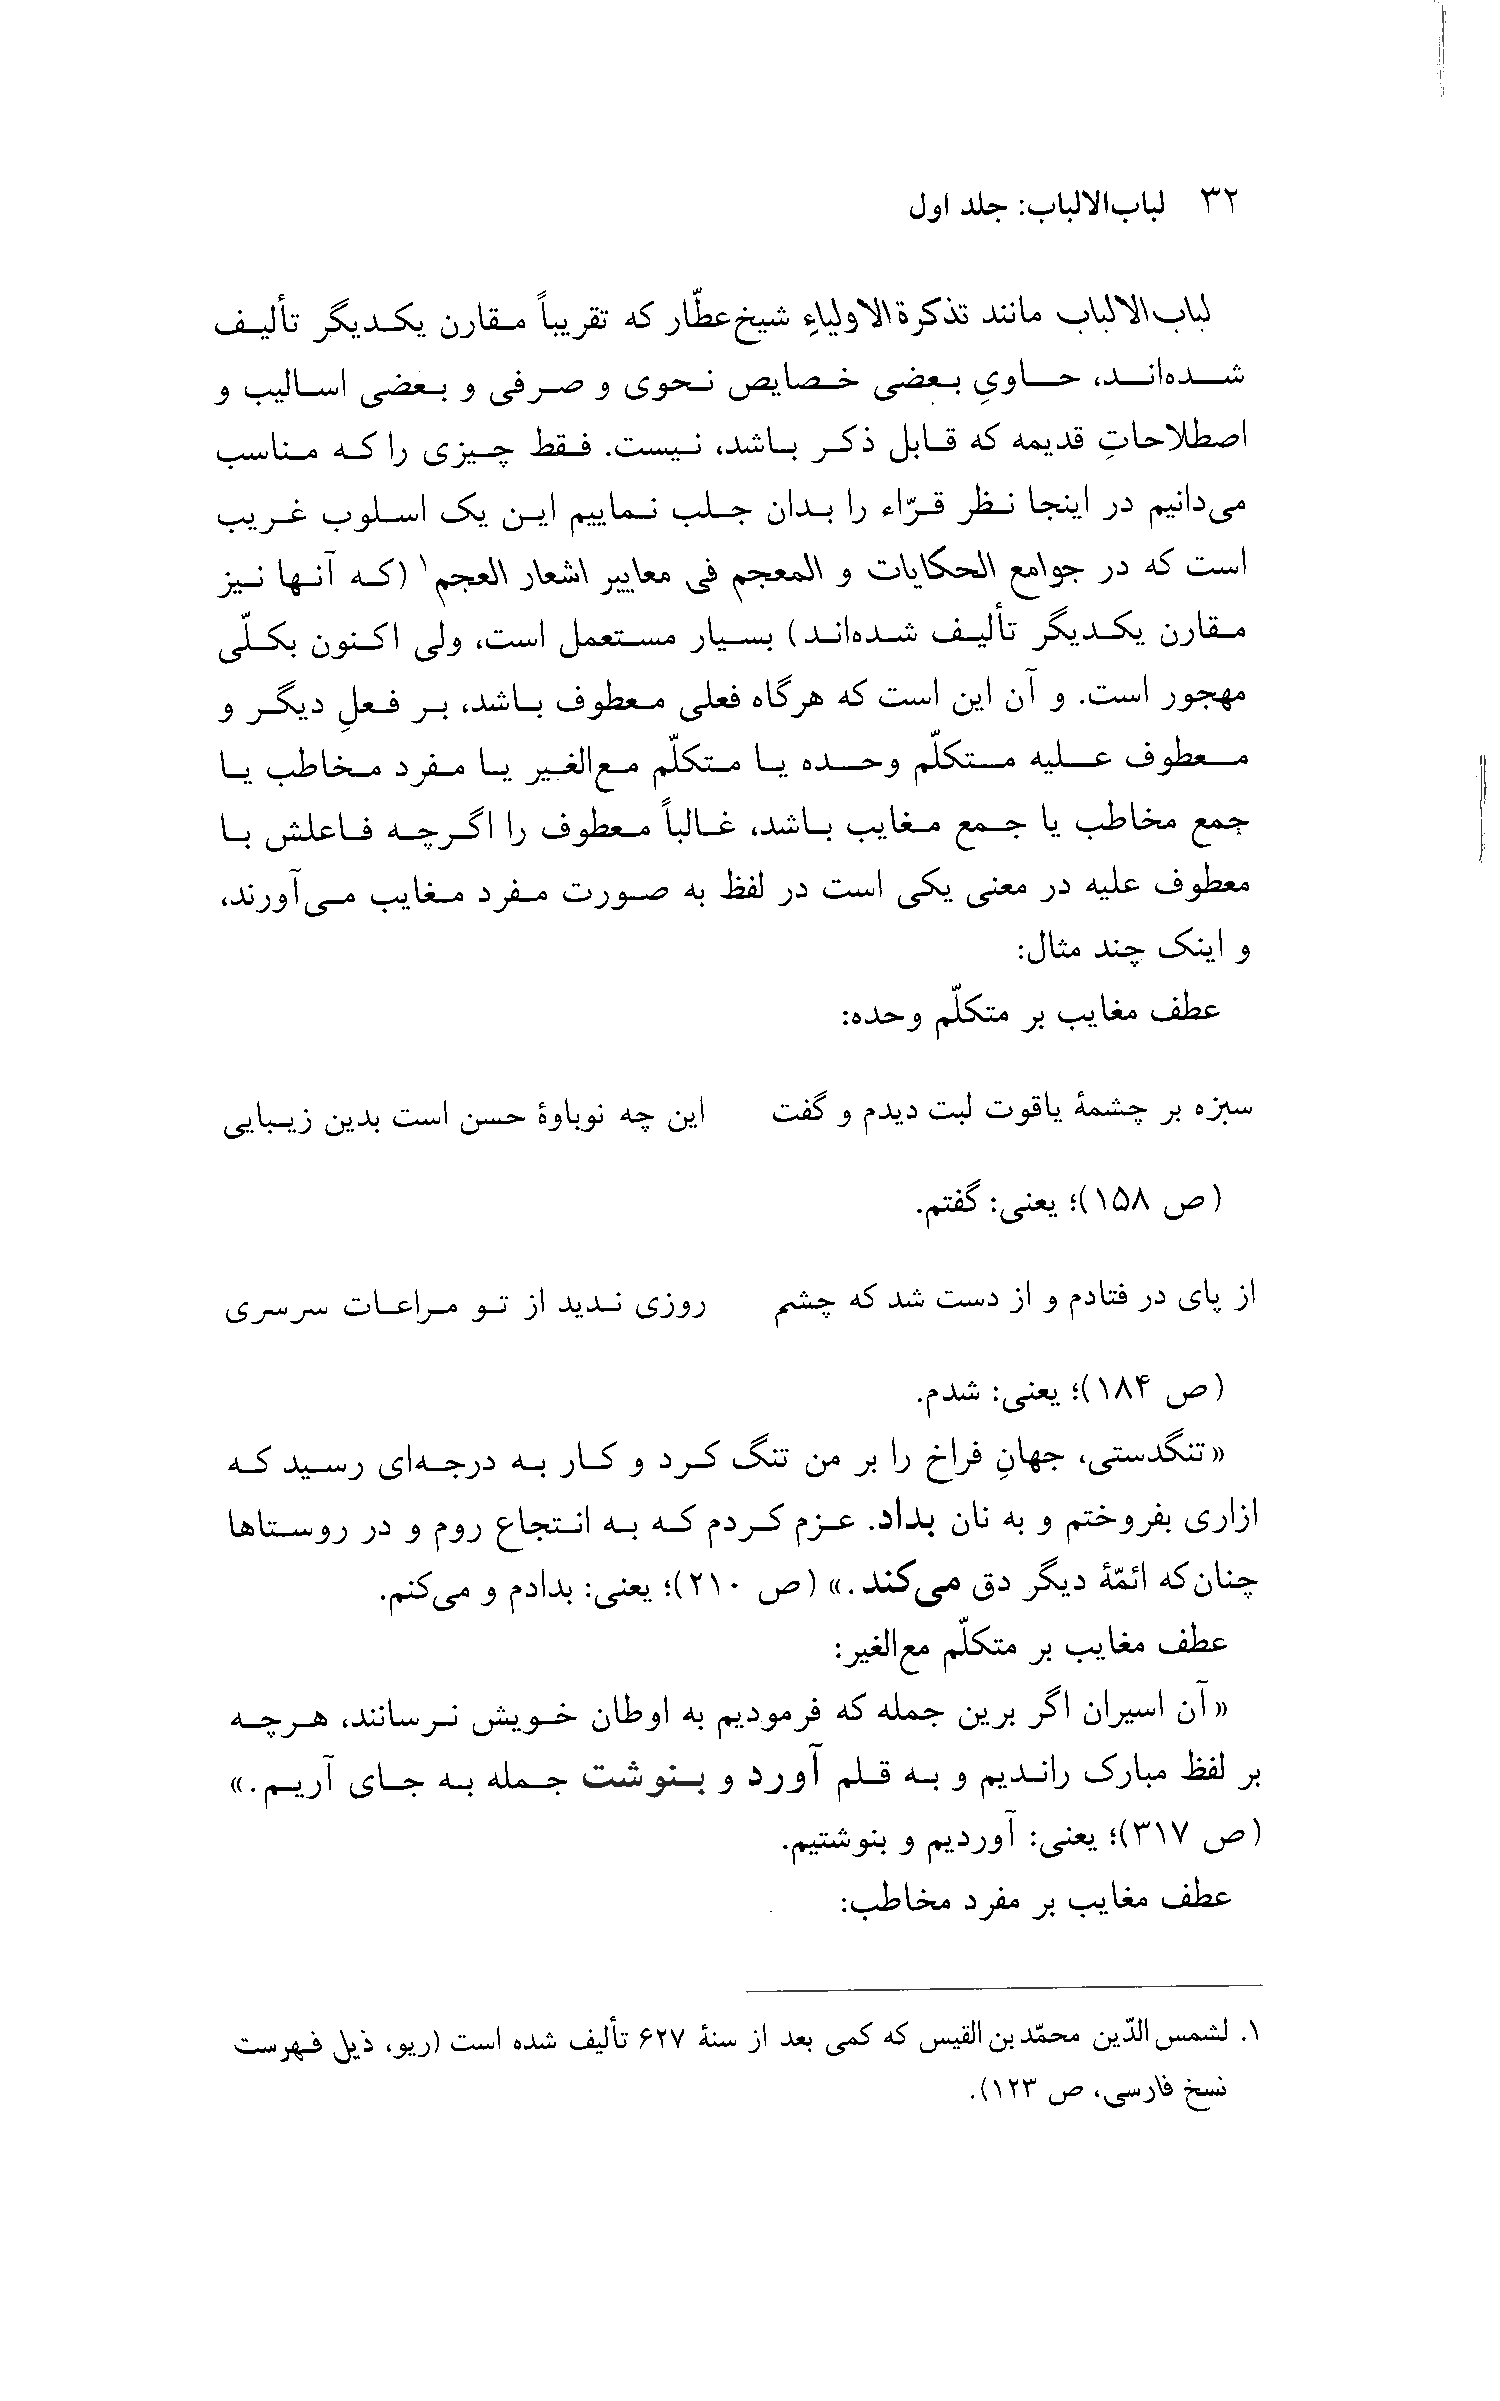 ۳۲ لباب‌الالباب: جلد اول
لباب‌الالباب مانند تذکرة‌الاولیاءِ شیخ‌عطّار که تقریباً مقارن یکدیگر تألیف
شده‌اند، حاویِ بعضی خصایص نحوی و صرفی و بعضی اسالیب و
اصطلاحاتِ قدیمه که قابل ذکر باشد، نیست. فقط چیزی را که مناسب
می‌دانیم در اینجا نظر قرّاء را بدان جلب نماییم این یک اسلوب غریب
است که در جوامع الحکایات و المعجم فی معاییر اشعار العجم۱ (که آنها نیز
مقارن یکدیگر تألیف شده‌اند) بسیار مستعمل است، ولی اکنون بکلّی
مهجور است. و آن این است که هرگاه فعلی معطوف باشد، بر فعلِ دیگر و
معطوف علیه متکلّم وحده یا متکلّم مع‌الغیر یا مفرد مخاطب یا
جمع مخاطب یا جمع مغایب باشد، غالباً معطوف را اگرچه فاعلش با
معطوف علیه در معنی یکی است در لفظ به صورت مفرد مغایب می‌آورند،
و اینک چند مثال:
عطف مغایب بر متکلّم وحده:
سبزه بر چشمهٔ یاقوت لبت دیدم و گفت این چه نوباوهٔ حسن است بدین زیبایی
(ص ۱۵۸)؛ یعنی: گفتم.
از پای در فتادم و از دست شد که چشم روزی ندید از تو مراعات سرسری
(ص ۱۸۴)؛ یعنی: شدم.
«تنگدستی، جهانِ فراخ را بر من تنگ کرد و کار به درجه‌ای رسید که
ازاری بفروختم و به نان بداد. عزم کردم که به انتجاع روم و در روستاها
چنان‌که ائمّهٔ دیگر دق می‌کند.» (ص ۲۱۰)؛ یعنی: بدادم و می‌کنم.
عطف مغایب بر متکلّم مع‌الغیر:
«آن اسیران اگر برین جمله که فرمودیم به اوطان خویش نرسانند، هرچه
بر لفظ مبارک راندیم و به قلم آورد و بنوشت جمله به جای آریم.»
(ص ۳۱۷)؛ یعنی: آوردیم و بنوشتیم.
عطف مغایب بر مفرد مخاطب:
۱. لشمس‌الدّین محمّدبن‌القیس که کمی بعد از سنهٔ ۶۲۷ تألیف شده است (ریو، ذیل فهرست
نسخ فارسی، ص ۱۲۳).